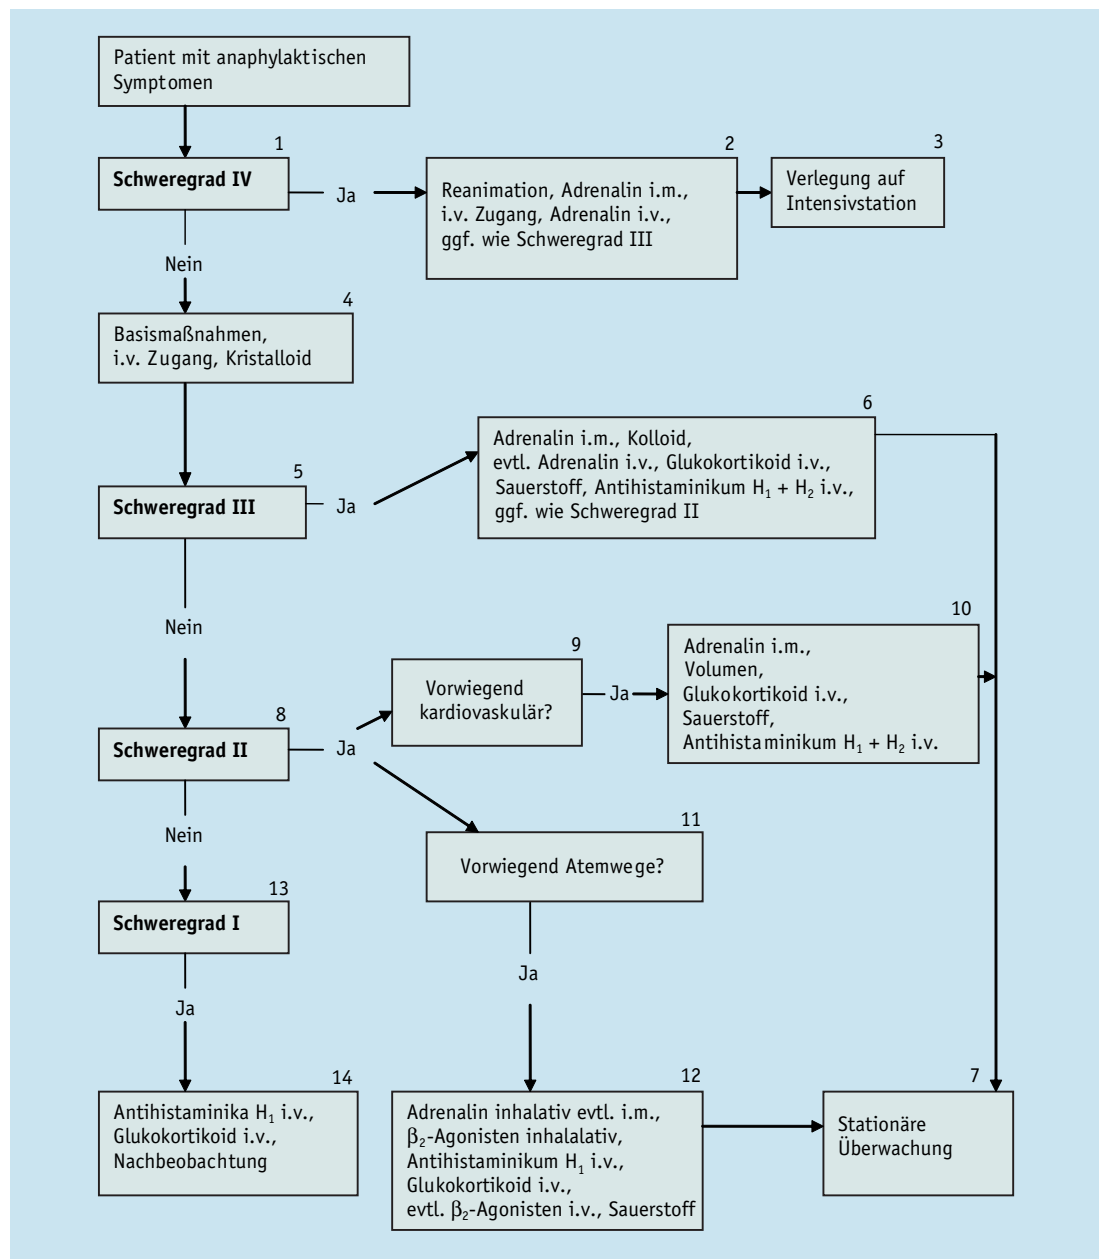 Patient mit anaphylaktischen
Symptomen
1
Schweregrad IV
Ja
2
Reanimation, Adrenalin i.m.,
i.v. Zugang, Adrenalin i.v.,
ggf. wie Schweregrad III
3
Verlegung auf
Intensivstation
Nein
4
Basismaßnahmen,
i.v. Zugang, Kristalloid
5
Schweregrad III
Ja
6
Adrenalin i.m., Kolloid,
evtl. Adrenalin i.v., Glukokortikoid i.v.,
Sauerstoff, Antihistaminikum H₁ + H₂ i.v.,
ggf. wie Schweregrad II
Nein
8
Schweregrad II
Ja
9
Vorwiegend
kardiovaskulär?
Ja
10
Adrenalin i.m.,
Volumen,
Glukokortikoid i.v.,
Sauerstoff,
Antihistaminikum H₁ + H₂ i.v.
11
Vorwiegend Atemwege?
Nein
13
Schweregrad I
Ja
Ja
14
Antihistaminika H₁ i.v.,
Glukokortikoid i.v.,
Nachbeobachtung
12
Adrenalin inhalativ evtl. i.m.,
β₂-Agonisten inhalalativ,
Antihistaminikum H₁ i.v.,
Glukokortikoid i.v.,
evtl. β₂-Agonisten i.v., Sauerstoff
7
Stationäre
Überwachung